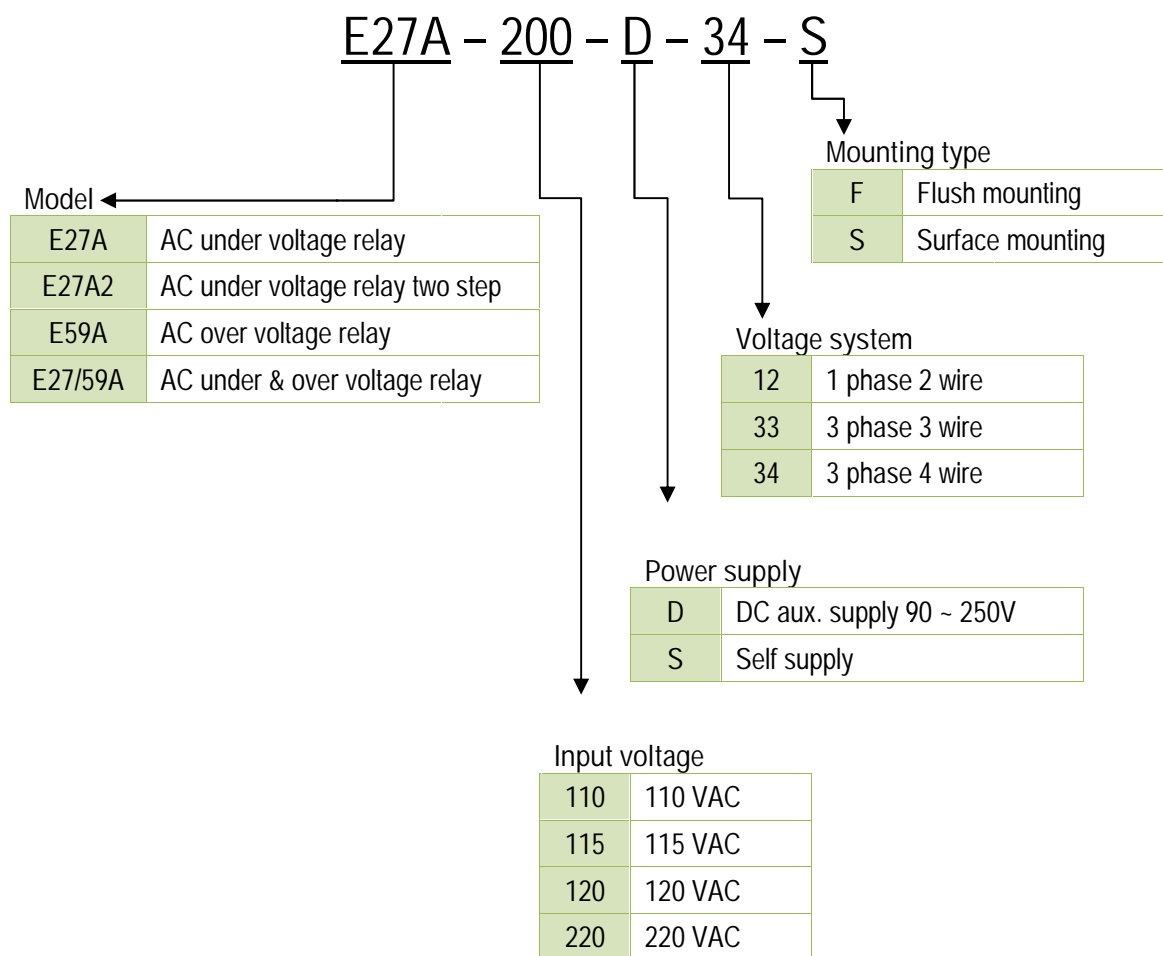 E27A – 200 – D – 34 – S
Mounting type
F Flush mounting
S Surface mounting
Model
E27A AC under voltage relay
E27A2 AC under voltage relay two step
E59A AC over voltage relay
E27/59A AC under & over voltage relay
Voltage system
12 1 phase 2 wire
33 3 phase 3 wire
34 3 phase 4 wire
Power supply
D DC aux. supply 90 ~ 250V
S Self supply
Input voltage
110 110 VAC
115 115 VAC
120 120 VAC
220 220 VAC